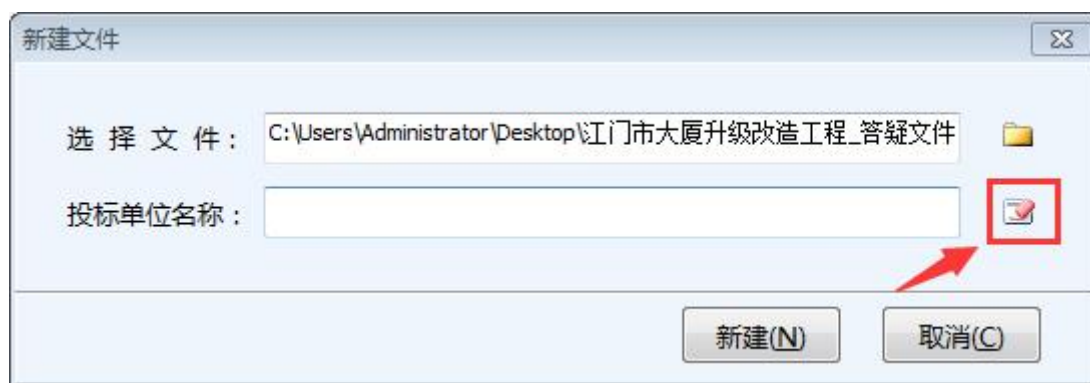 新建文件
选 择 文 件： C:\Users\Administrator\Desktop\江门市大厦升级改造工程_答疑文件
投标单位名称：
新建(N) 取消(C)